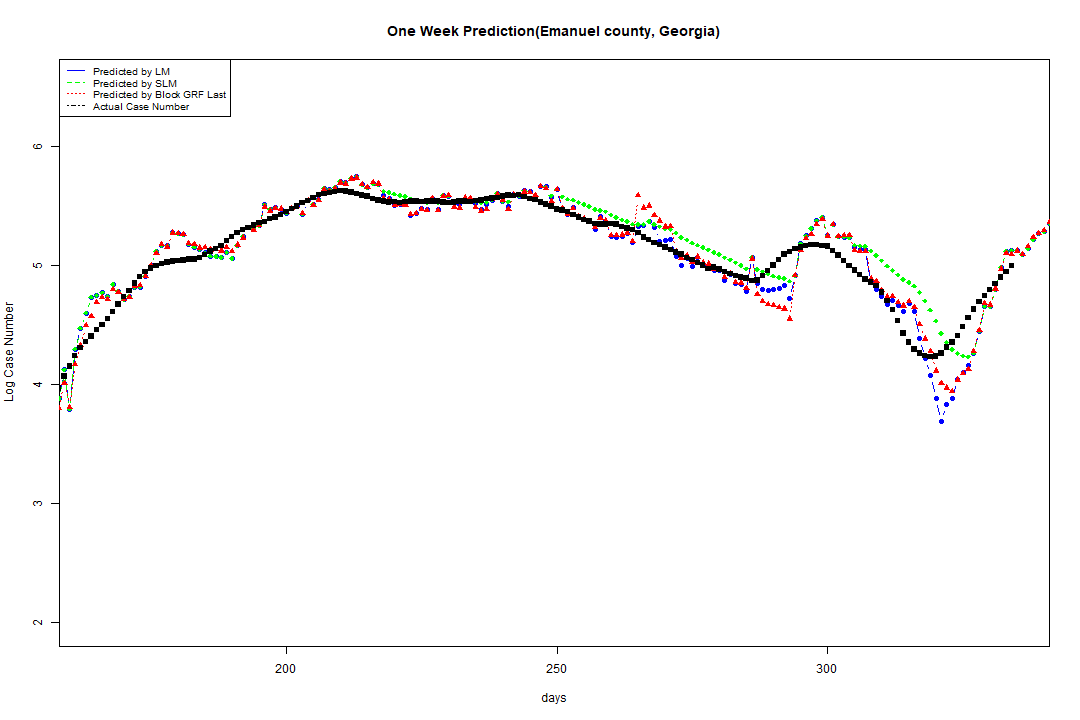 One Week Prediction(Emanuel county, Georgia)
Predicted by LM
Predicted by SLM
Predicted by Block GRF Last
Actual Case Number
6
5
4
3
2
Log Case Number
200 250 300
days